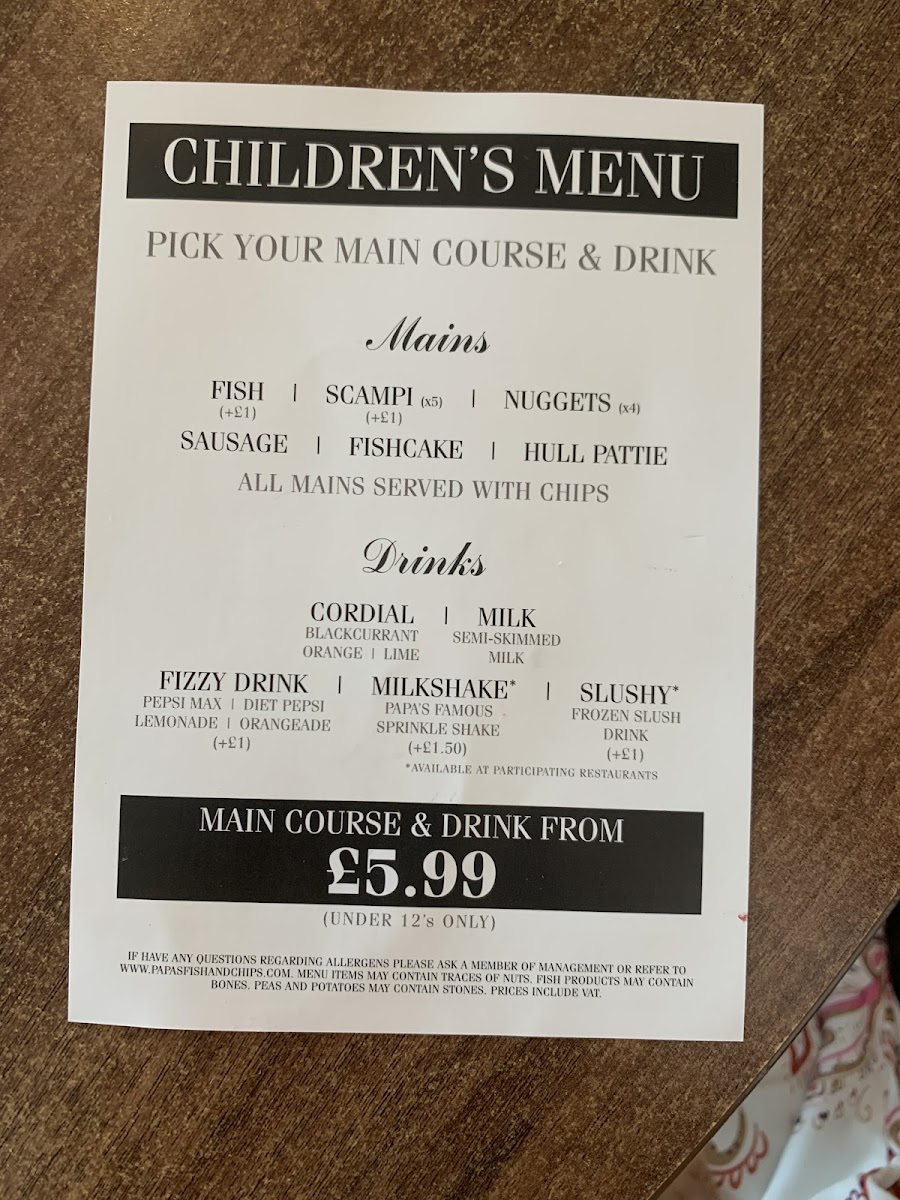 CHILDREN'S MENU
PICK YOUR MAIN COURSE & DRINK
Mains
FISH | SCAMPI (x5) | NUGGETS (x4)
(+£1) (+£1)
SAUSAGE | FISHCAKE | HULL PATTIE
ALL MAINS SERVED WITH CHIPS
Drinks
CORDIAL | MILK
BLACKCURRANT SEMI-SKIMMED
ORANGE | LIME MILK
FIZZY DRINK | MILKSHAKE* | SLUSHY*
PEPSI MAX | DIET PEPSI PAPA'S FAMOUS FROZEN SLUSH
LEMONADE | ORANGEADE SPRINKLE SHAKE DRINK
(+£1) (+£1.50) (+£1)
*AVAILABLE AT PARTICIPATING RESTAURANTS
MAIN COURSE & DRINK FROM
£5.99
(UNDER 12's ONLY)
IF HAVE ANY QUESTIONS REGARDING ALLERGENS PLEASE ASK A MEMBER OF MANAGEMENT OR REFER TO
WWW.PAPASFISHANDCHIPS.COM. MENU ITEMS MAY CONTAIN TRACES OF NUTS. FISH PRODUCTS MAY CONTAIN
BONES. PEAS AND POTATOES MAY CONTAIN STONES. PRICES INCLUDE VAT.